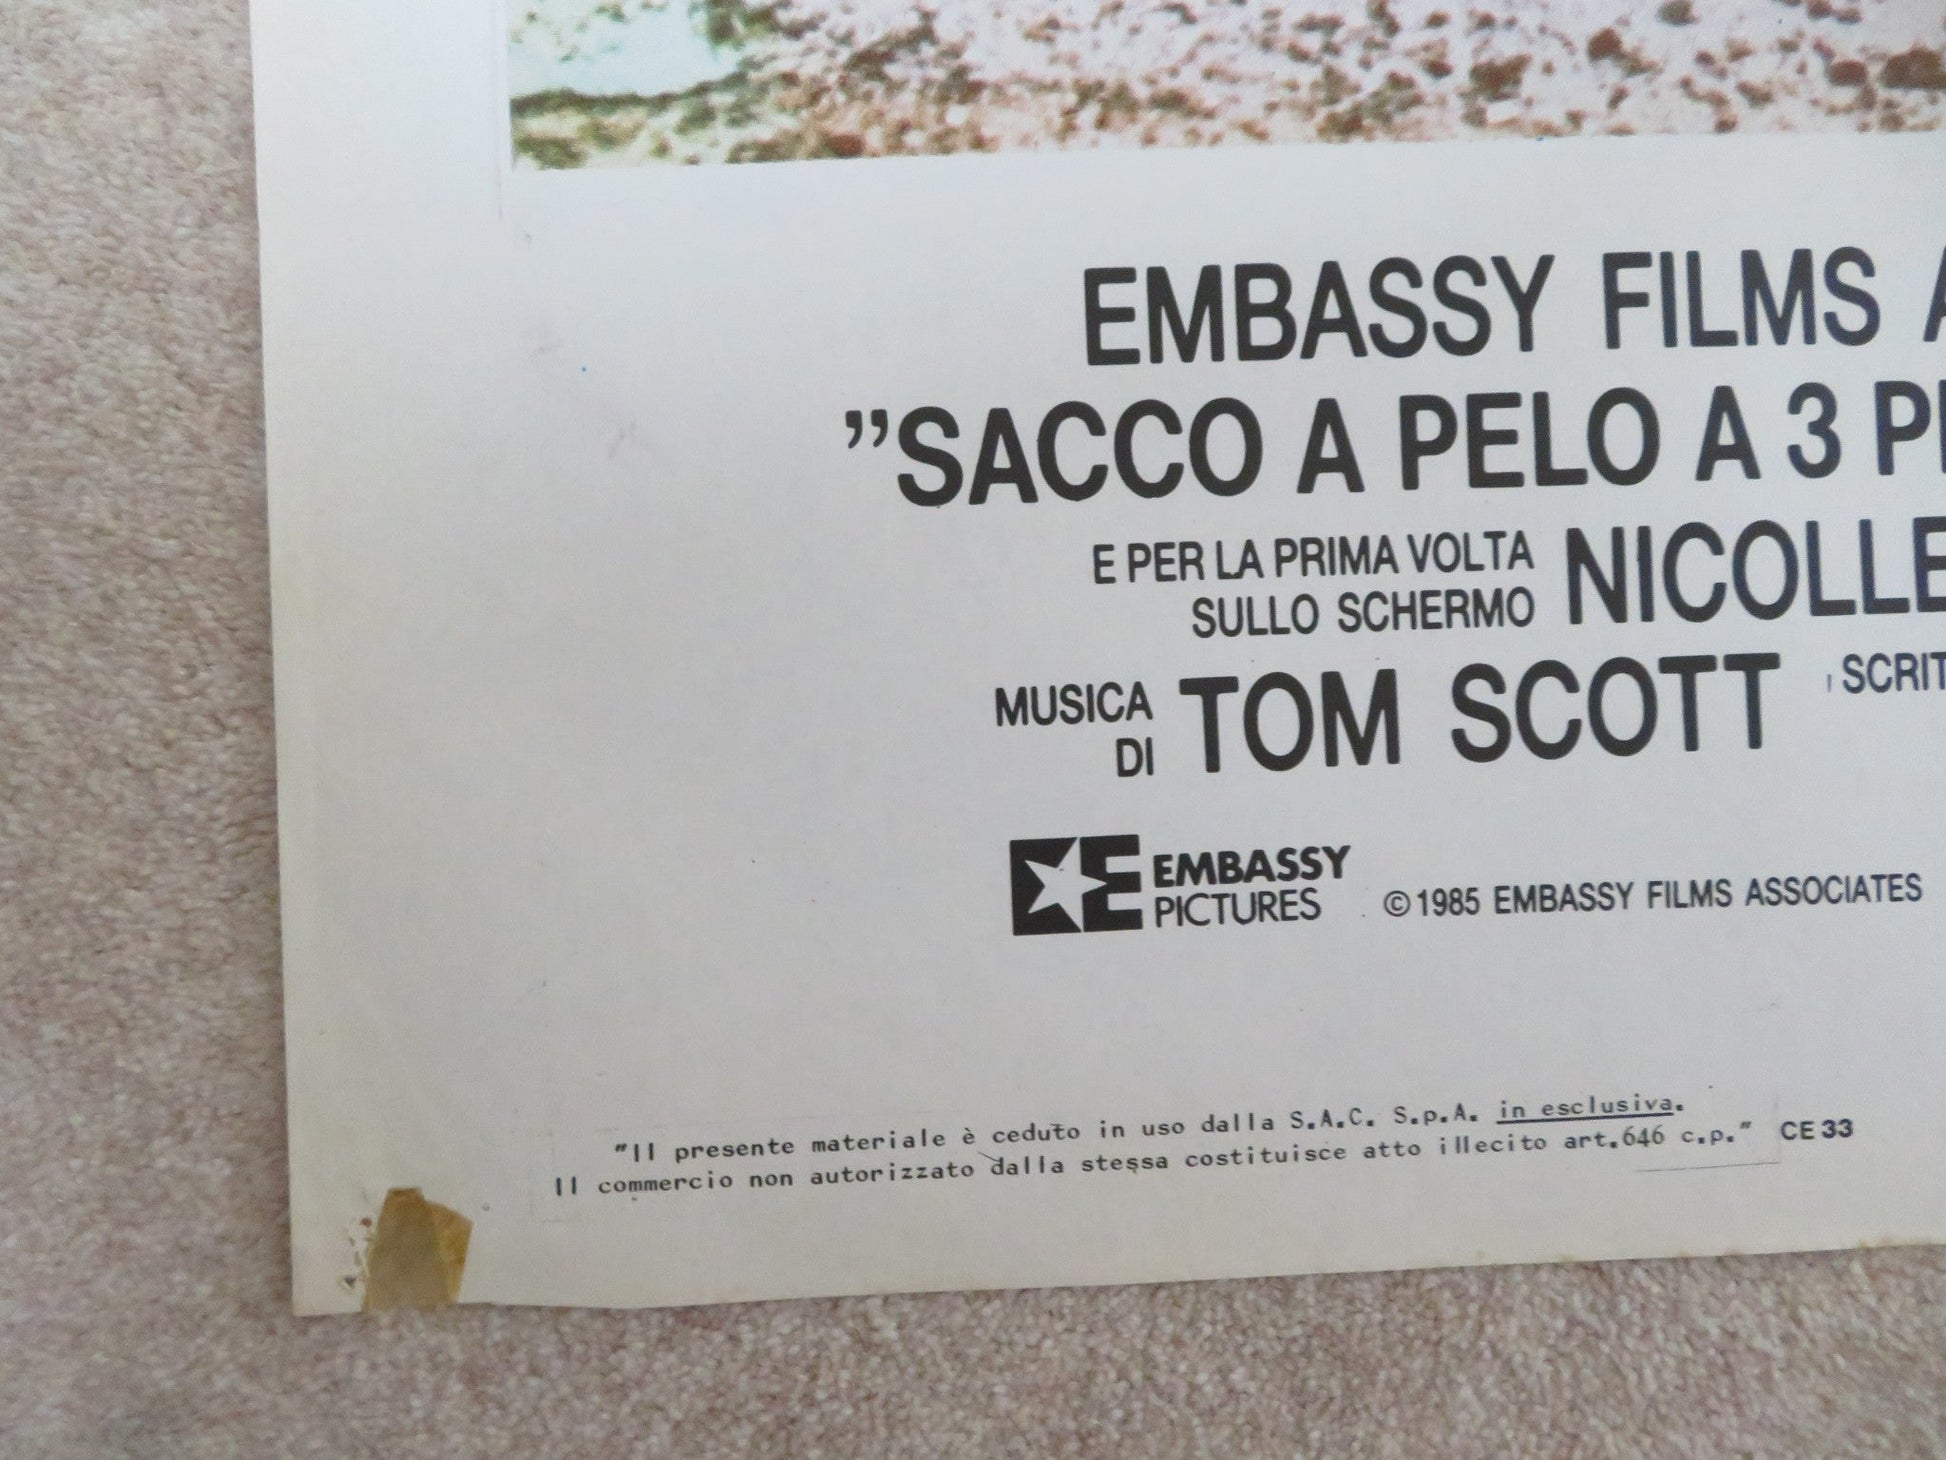 EMBASSY FILMS A
"SACCO A PELO A 3 P
E PER LA PRIMA VOLTA
SULLO SCHERMO NICOLLE
MUSICA
DI TOM SCOTT SCRIT
EMBASSY
PICTURES ©1985 EMBASSY FILMS ASSOCIATES
"Il presente materiale è ceduto in uso dalla S.A.C. S.p.A. in esclusiva.
Il commercio non autorizzato dalla stessa costituisce atto illecito art.646 c.p." CE 33